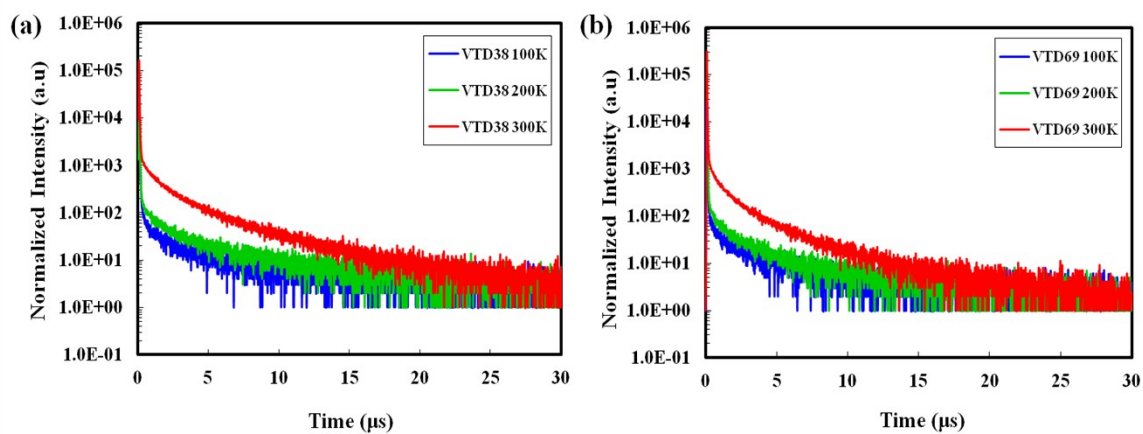 (a)
Normalized Intensity (a.u)
1.0E+06
1.0E+05
1.0E+04
1.0E+03
1.0E+02
1.0E+01
1.0E+00
1.0E-01
VTD38 100K
VTD38 200K
VTD38 300K
0 5 10 15 20 25 30
Time (μs)
(b)
Normalized Intensity (a.u)
1.0E+06
1.0E+05
1.0E+04
1.0E+03
1.0E+02
1.0E+01
1.0E+00
1.0E-01
VTD69 100K
VTD69 200K
VTD69 300K
0 5 10 15 20 25 30
Time (μs)